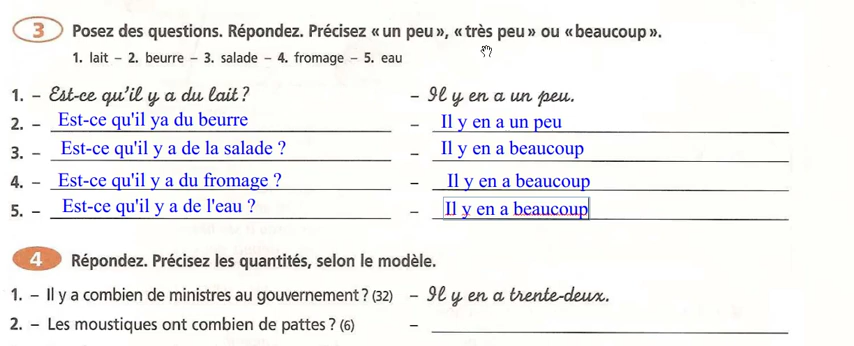 3 Posez des questions. Répondez. Précisez « un peu », « très peu » ou « beaucoup ».
1. lait – 2. beurre – 3. salade – 4. fromage – 5. eau
1. – Est-ce qu'il y a du lait ? – Il y en a un peu.
2. – Est-ce qu'il ya du beurre – Il y en a un peu
3. – Est-ce qu'il y a de la salade ? – Il y en a beaucoup
4. – Est-ce qu'il y a du fromage ? – Il y en a beaucoup
5. – Est-ce qu'il y a de l'eau ? – Il y en a beaucoup
4 Répondez. Précisez les quantités, selon le modèle.
1. – Il y a combien de ministres au gouvernement ? (32) – Il y en a trente-deux.
2. – Les moustiques ont combien de pattes ? (6) –